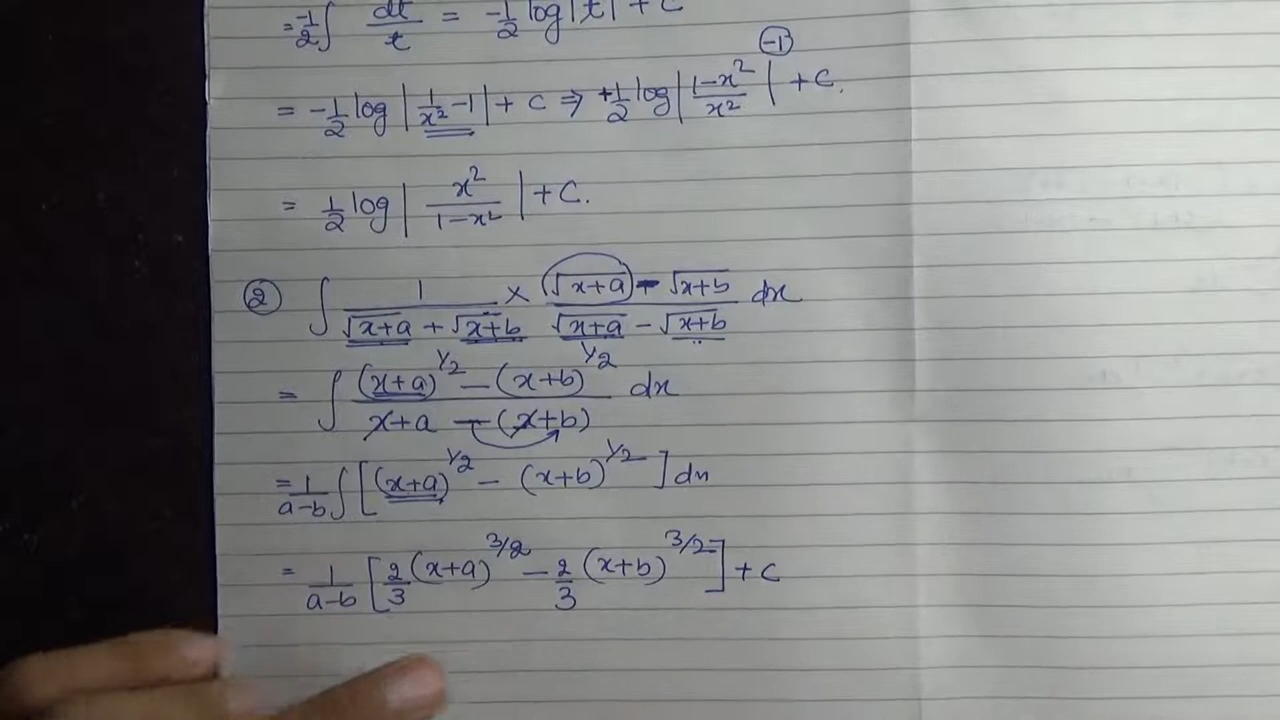 = -1/2 ∫ dt/t = -1/2 log|t| + C
= -1/2 log|1/x² -1| + C ⇒ +1/2 log|(1-x²)/x²|^(-1) + C.
= 1/2 log|x²/(1-x²)| + C.
② ∫ 1/(√(x+a) + √(x+b)) × (√(x+a) - √(x+b))/(√(x+a) - √(x+b)) dx
= ∫ ((x+a)^(1/2) - (x+b)^(1/2))/(x+a - (x+b)) dx
= 1/(a-b) ∫ [(x+a)^(1/2) - (x+b)^(1/2)] dx
= 1/(a-b) [2/3 (x+a)^(3/2) - 2/3 (x+b)^(3/2)] + C